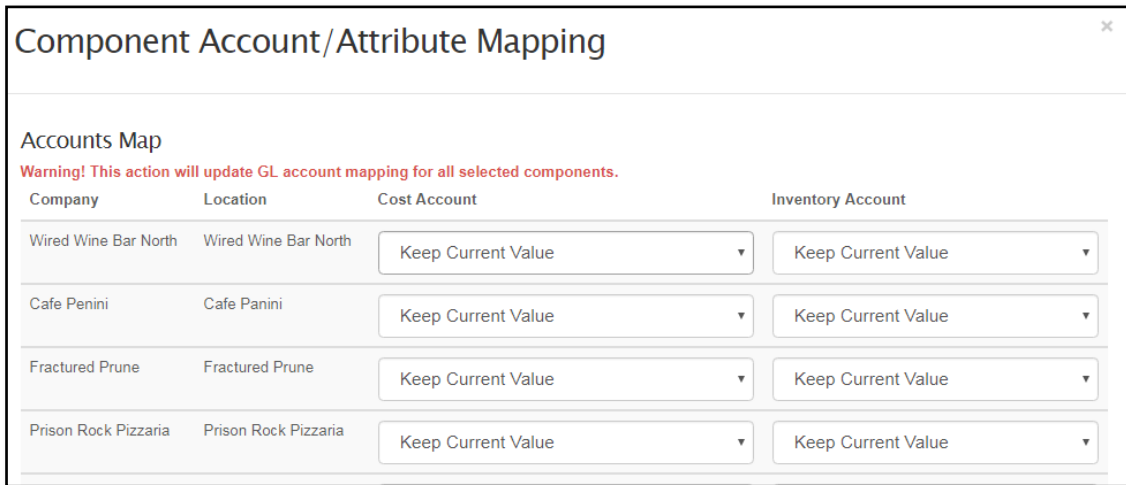 Component Account/Attribute Mapping
×
Accounts Map
Warning! This action will update GL account mapping for all selected components.
Company Location Cost Account Inventory Account
Wired Wine Bar North Wired Wine Bar North Keep Current Value Keep Current Value
Cafe Penini Cafe Panini Keep Current Value Keep Current Value
Fractured Prune Fractured Prune Keep Current Value Keep Current Value
Prison Rock Pizzaria Prison Rock Pizzaria Keep Current Value Keep Current Value